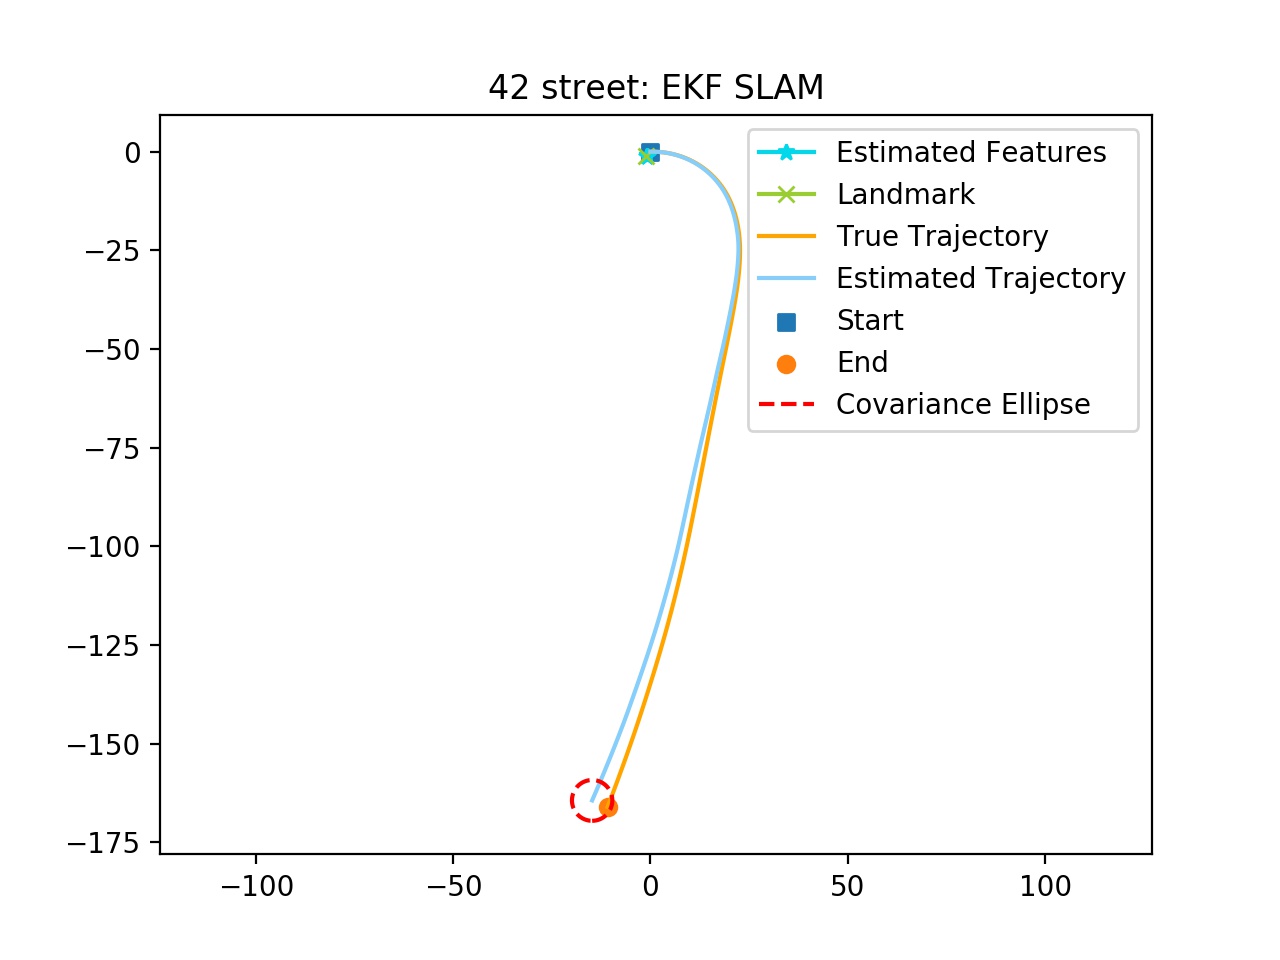 42 street: EKF SLAM
Estimated Features
Landmark
True Trajectory
Estimated Trajectory
Start
End
Covariance Ellipse
0
−25
−50
−75
−100
−125
−150
−175
−100 −50 0 50 100